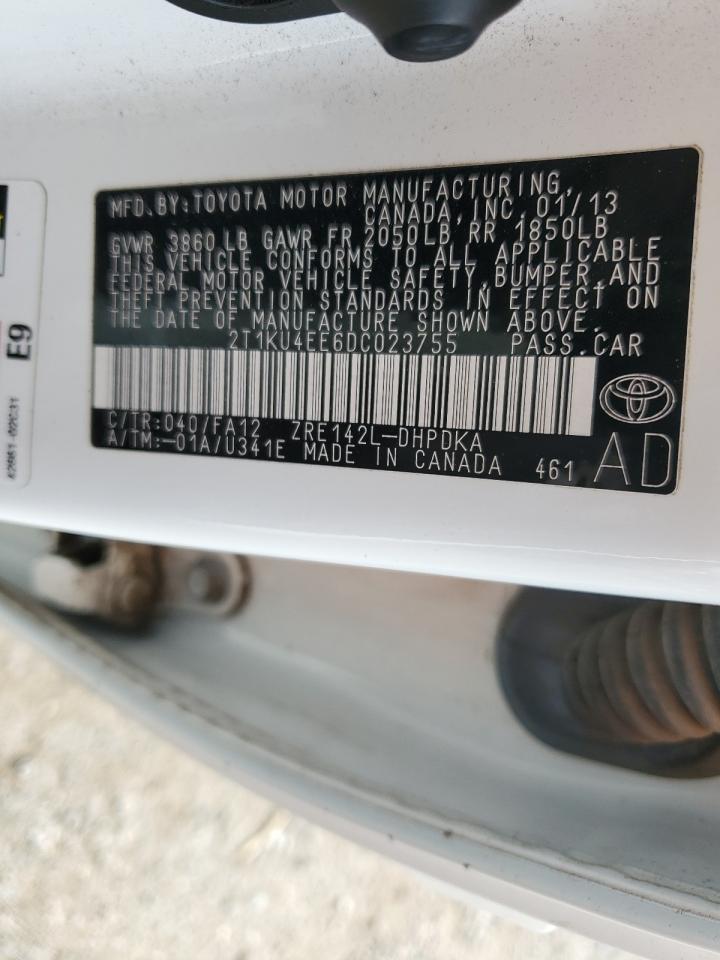 MFD.BY:TOYOTA MOTOR MANUFACTURING,
CANADA,INC.01/13
GVWR 3860 LB GAWR FR 2050LB,RR 1850LB
THIS VEHICLE CONFORMS TO ALL APPLICABLE
FEDERAL MOTOR VEHICLE SAFETY,BUMPER,AND
THEFT PREVENTION STANDARDS IN EFFECT ON
THE DATE OF MANUFACTURE SHOWN ABOVE.
2T1KU4EE6DC023755 PASS.CAR
C/TR:040/FA12 ZRE142L-DHPDKA
A/TM:-01A/U341E MADE IN CANADA 461
AD
E9